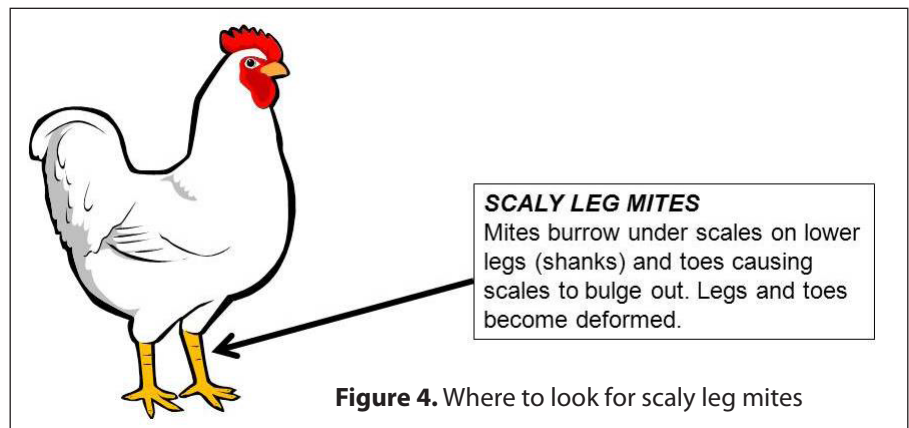 SCALY LEG MITES
Mites burrow under scales on lower
legs (shanks) and toes causing
scales to bulge out. Legs and toes
become deformed.
Figure 4. Where to look for scaly leg mites